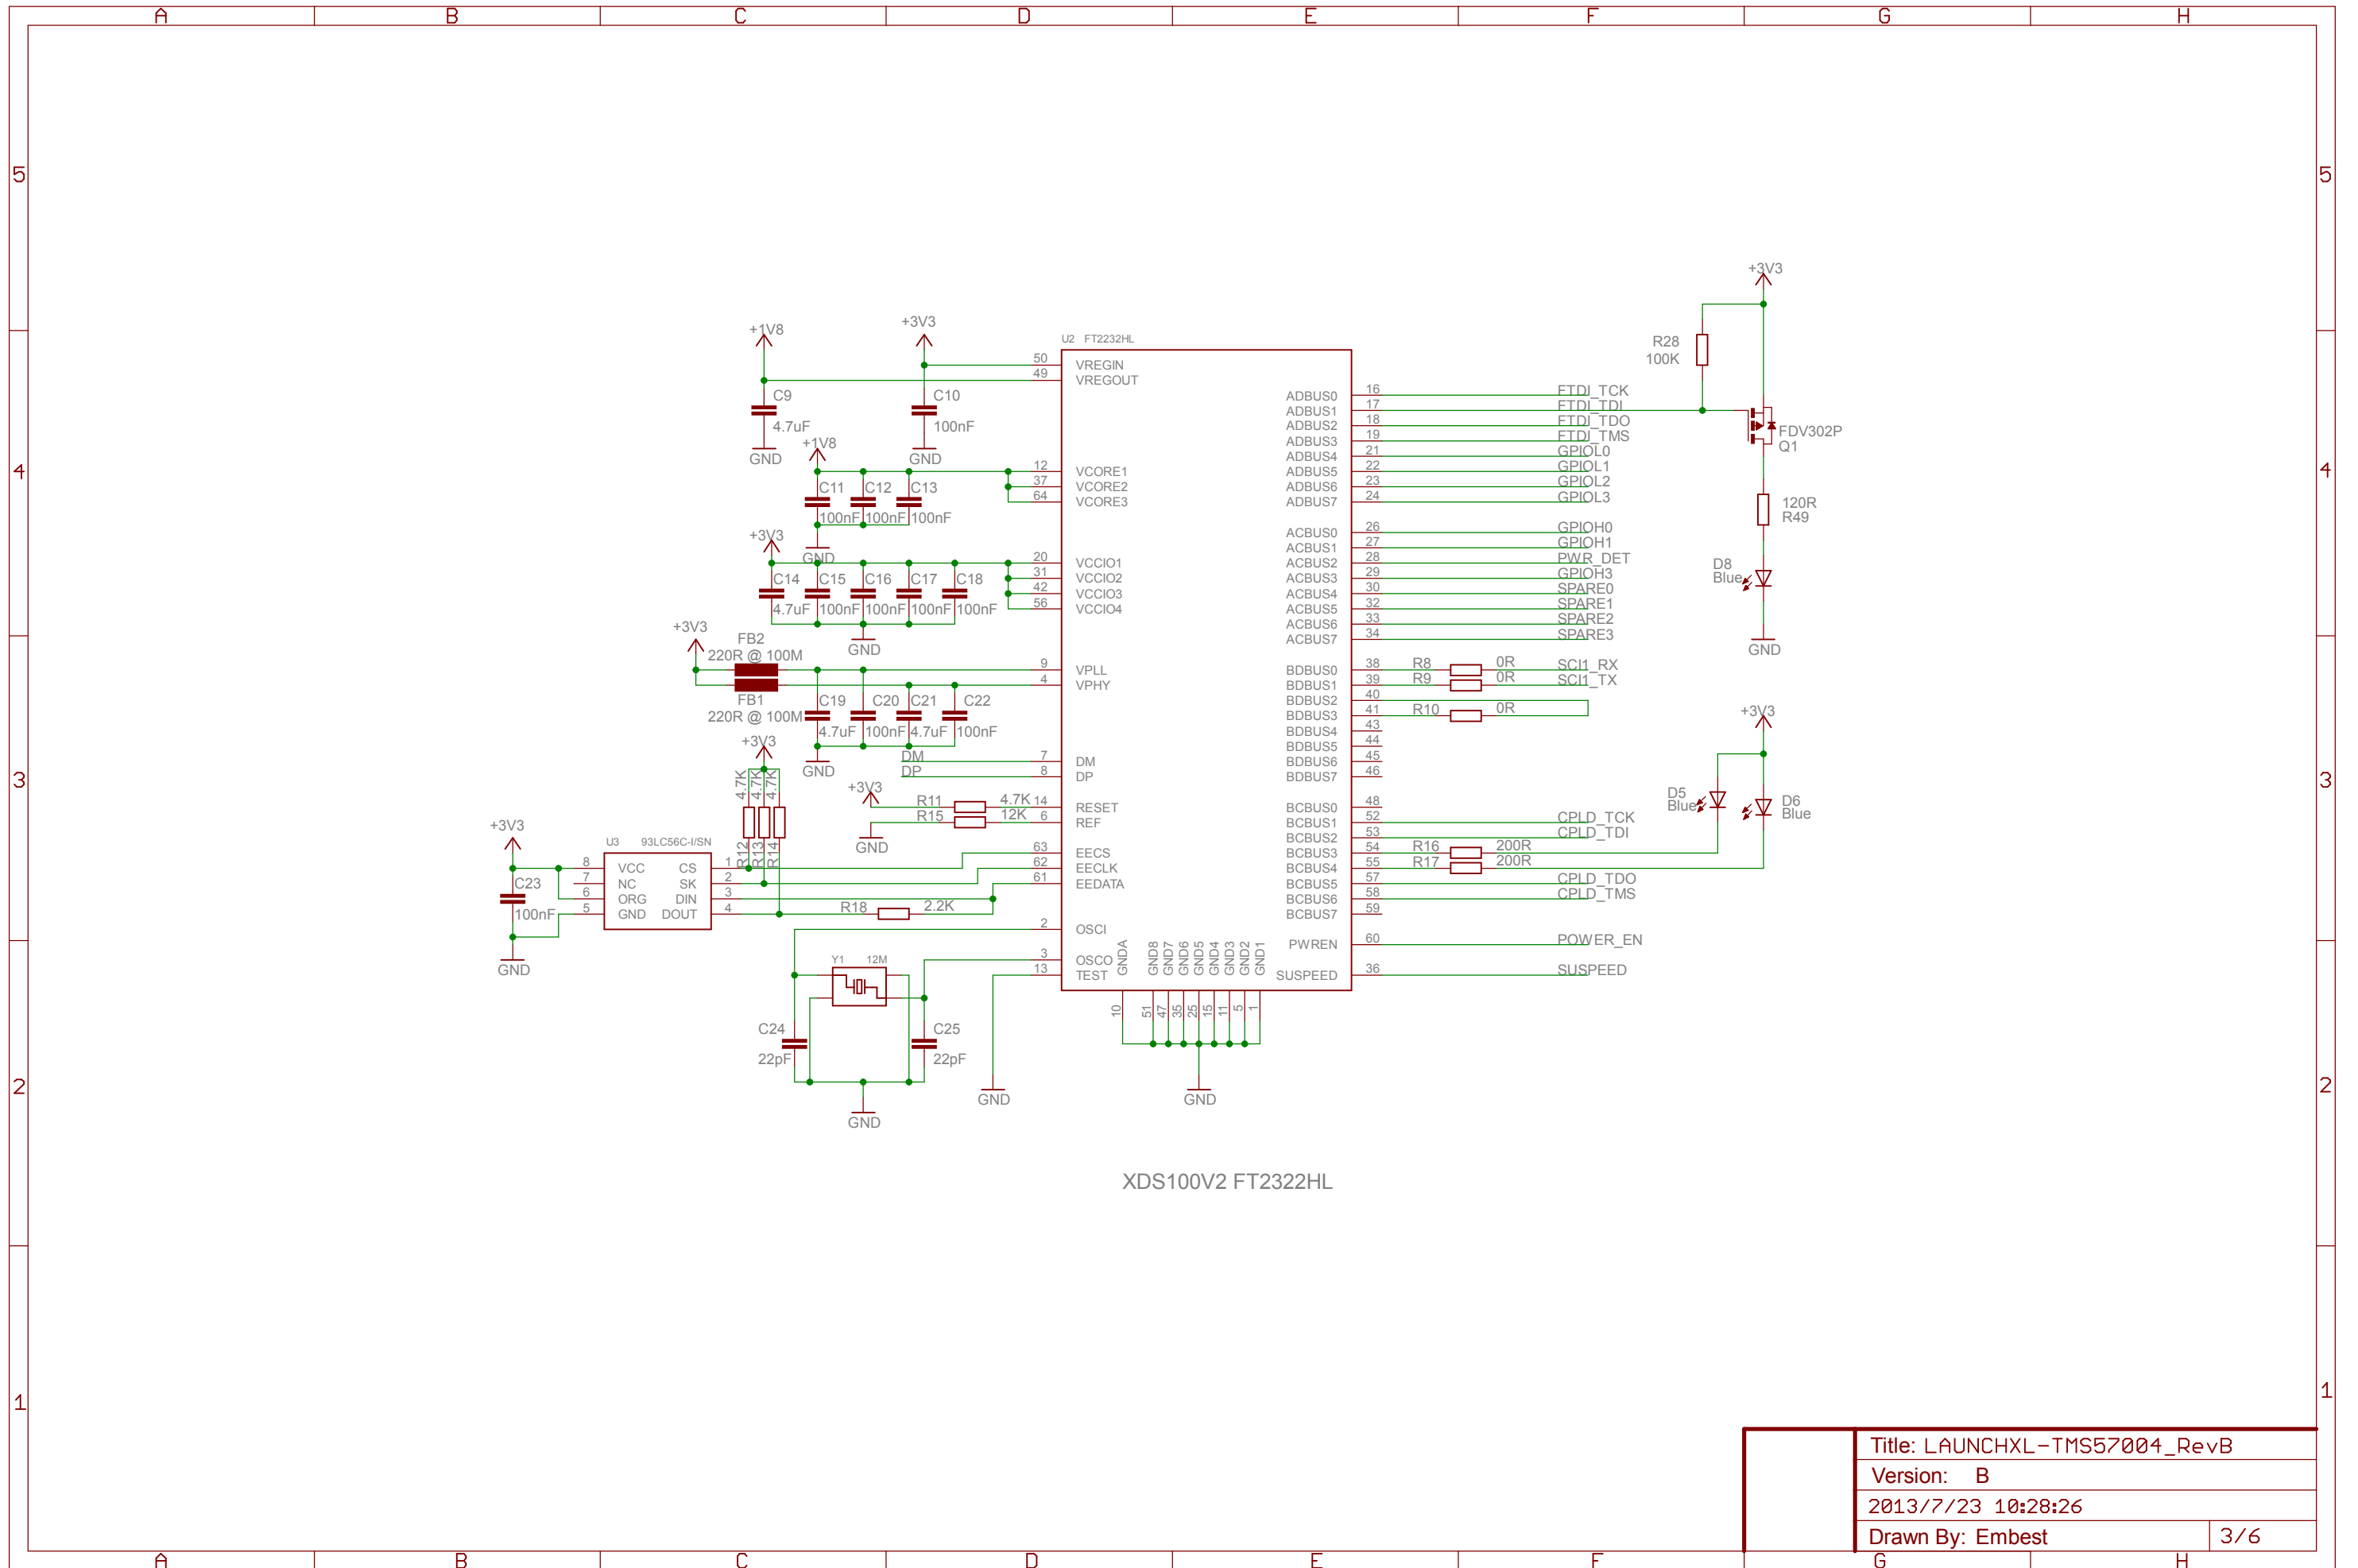 A B C D E F G H
5 5
4 4
3 3
2 2
1 1
+1V8
C9
4.7uF
GND
+3V3
C10
100nF
GND
+1V8
C11 C12 C13
100nF 100nF 100nF
GND
+3V3
C14 C15 C16 C17 C18
4.7uF 100nF 100nF 100nF 100nF
GND
+3V3
FB2
220R @ 100M
FB1
220R @ 100M
C19 C20 C21 C22
4.7uF 100nF 4.7uF 100nF
GND
DM
DP
+3V3
4.7K 4.7K 4.7K
R12 R13 R14
+3V3
R11 4.7K
R15 12K
GND
+3V3
C23
100nF
GND
U3 93LC56C-I/SN
8 VCC CS 1
7 NC SK 2
6 ORG DIN 3
5 GND DOUT 4
R18 2.2K
Y1 12M
C24
22pF
C25
22pF
GND
GND
U2 FT2232HL
50 VREGIN
49 VREGOUT
12 VCORE1
37 VCORE2
64 VCORE3
20 VCCIO1
31 VCCIO2
42 VCCIO3
56 VCCIO4
9 VPLL
4 VPHY
7 DM
8 DP
14 RESET
6 REF
63 EECS
62 EECLK
61 EEDATA
2 OSCI
3 OSCO
13 TEST
GNDA GND8 GND7 GND6 GND5 GND4 GND3 GND2 GND1
10 51 47 35 25 15 11 5 1
GND
ADBUS0 16 FTDI_TCK
ADBUS1 17 FTDI_TDI
ADBUS2 18 FTDI_TDO
ADBUS3 19 FTDI_TMS
ADBUS4 21 GPIOL0
ADBUS5 22 GPIOL1
ADBUS6 23 GPIOL2
ADBUS7 24 GPIOL3
ACBUS0 26 GPIOH0
ACBUS1 27 GPIOH1
ACBUS2 28 PWR_DET
ACBUS3 29 GPIOH3
ACBUS4 30 SPARE0
ACBUS5 32 SPARE1
ACBUS6 33 SPARE2
ACBUS7 34 SPARE3
BDBUS0 38 R8 0R SCI1_RX
BDBUS1 39 R9 0R SCI1_TX
BDBUS2 40
BDBUS3 41 R10 0R
BDBUS4 43
BDBUS5 44
BDBUS6 45
BDBUS7 46
BCBUS0 48
BCBUS1 52 CPLD_TCK
BCBUS2 53 CPLD_TDI
BCBUS3 54 R16 200R
BCBUS4 55 R17 200R
BCBUS5 57 CPLD_TDO
BCBUS6 58 CPLD_TMS
BCBUS7 59
PWREN 60 POWER_EN
SUSPEED 36 SUSPEED
+3V3
R28
100K
FDV302P
Q1
120R
R49
D8
Blue
GND
+3V3
D5
Blue
D6
Blue
XDS100V2 FT2322HL
Title: LAUNCHXL-TMS57004_RevB
Version: B
2013/7/23 10:28:26
Drawn By: Embest 3/6
A B C D E F G H